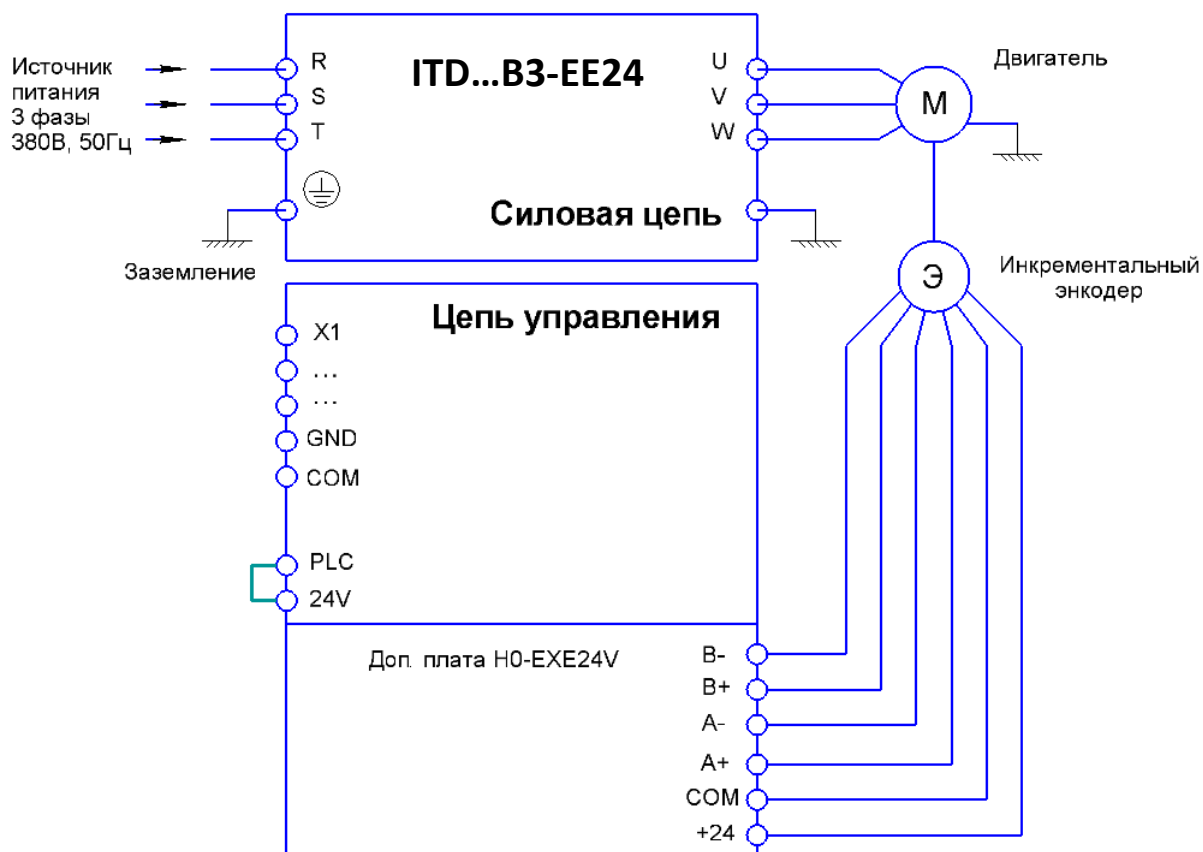 ITD...B3-EE24
Источник
питания
3 фазы
380В, 50Гц
R
S
T
U
V
W
М
Двигатель
Силовая цепь
Заземление
Э
Инкрементальный
энкодер
Цепь управления
X1
...
...
GND
COM
PLC
24V
Доп. плата H0-EXE24V
B-
B+
A-
A+
COM
+24